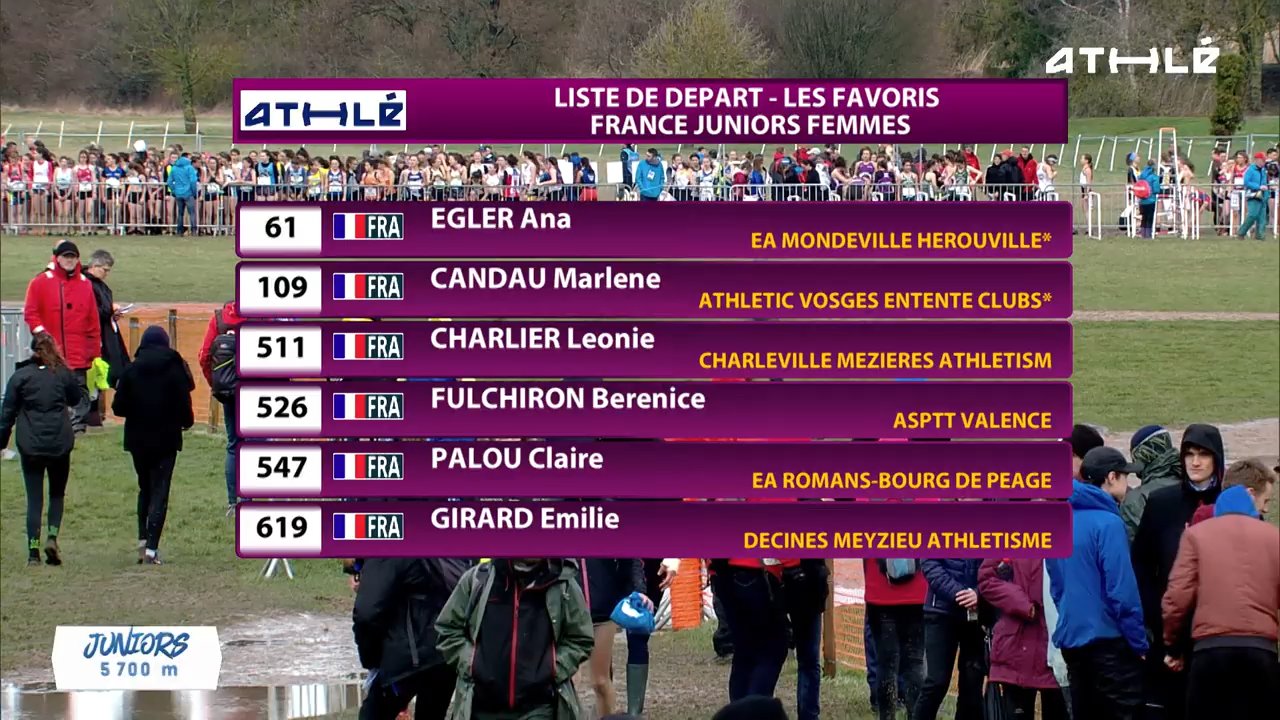 ATHLÉ
ATHLÉ
LISTE DE DEPART - LES FAVORIS
FRANCE JUNIORS FEMMES
61 FRA EGLER Ana
EA MONDEVILLE HEROUVILLE*
109 FRA CANDAU Marlene
ATHLETIC VOSGES ENTENTE CLUBS*
511 FRA CHARLIER Leonie
CHARLEVILLE MEZIERES ATHLETISM
526 FRA FULCHIRON Berenice
ASPTT VALENCE
547 FRA PALOU Claire
EA ROMANS-BOURG DE PEAGE
619 FRA GIRARD Emilie
DECINES MEYZIEU ATHLETISME
JUNIORS
5 700 m